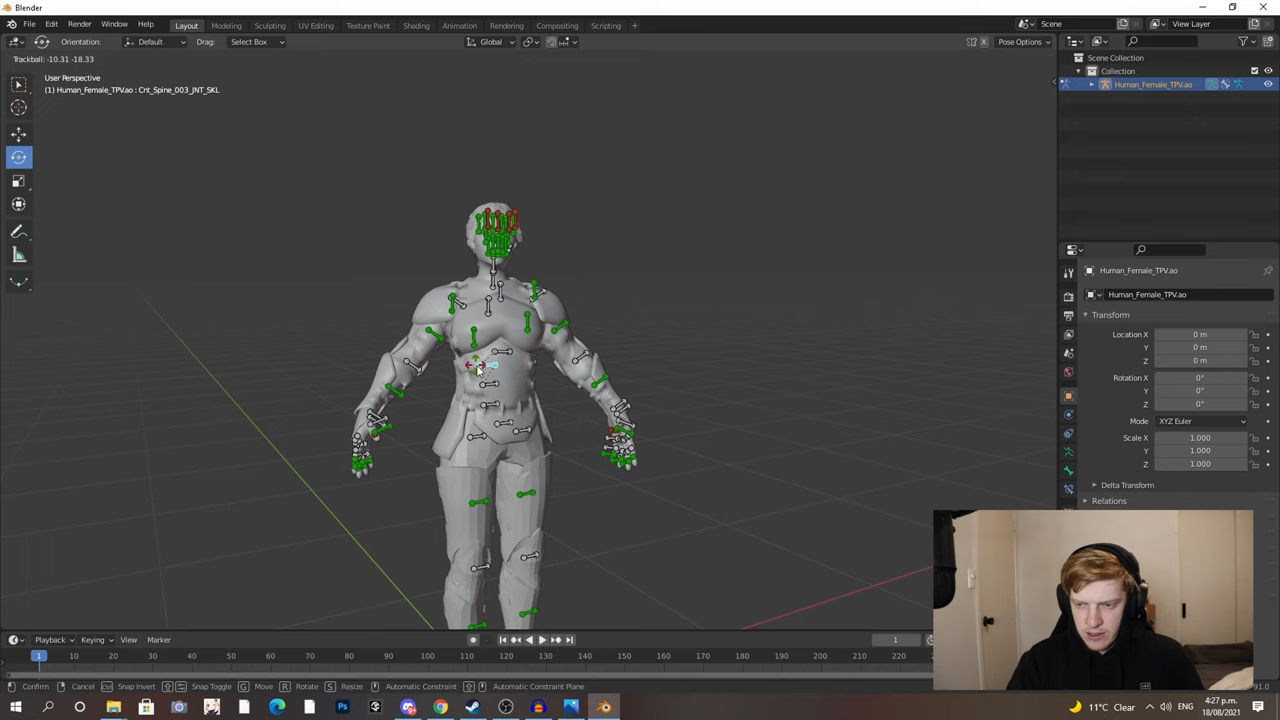 Blender
File Edit Render Window Help Layout Modeling Sculpting UV Editing Texture Paint Shading Animation Rendering Compositing Scripting + Scene View Layer
Orientation: Default Drag: Select Box Global X Pose Options
Trackball: -10.31 -18.33
User Perspective
(1) Human_Female_TPV.ao : Cnt_Spine_003_JNT_SKL
Scene Collection
Collection
Human_Female_TPV.ao
Human_Female_TPV.ao
Human_Female_TPV.ao
Transform
Location X 0 m
Y 0 m
Z 0 m
Rotation X 0°
Y 0°
Z 0°
Mode XYZ Euler
Scale X 1.000
Y 1.000
Z 1.000
Delta Transform
Relations
Playback Keying View Marker 1
1 10 20 30 40 50 60 70 80 90 100 110 120 130 140 150 160 170 180 190 200 210 220
Confirm Cancel Snap Invert Snap Toggle G Move R Rotate S Resize Automatic Constraint Automatic Constraint Plane 91.0
11°C Clear ENG 4:27 p.m.
18/08/2021